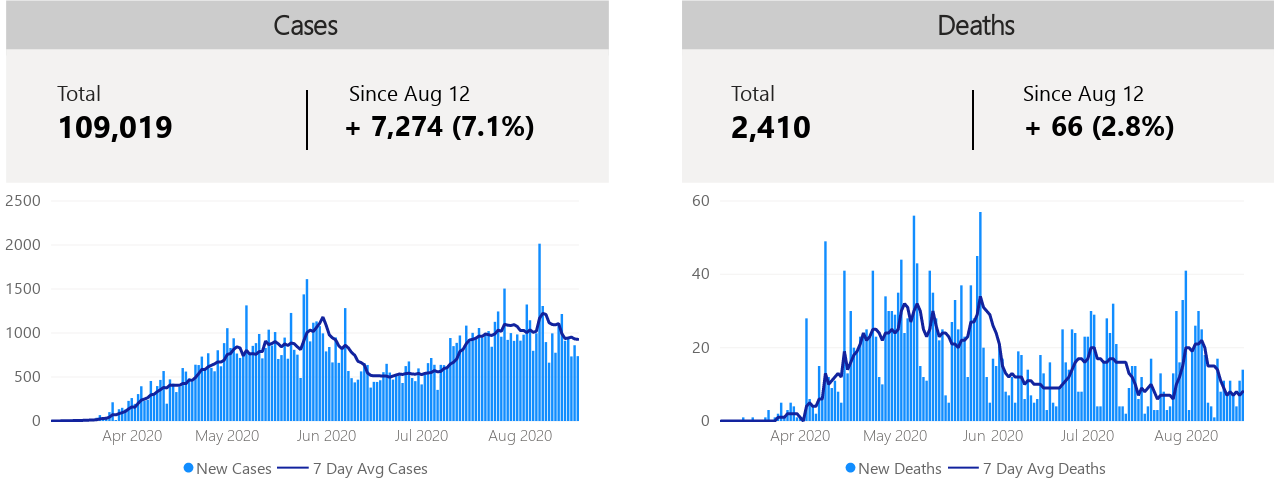 Cases
Total
109,019
Since Aug 12
+ 7,274 (7.1%)
2500
2000
1500
1000
500
0
Apr 2020 May 2020 Jun 2020 Jul 2020 Aug 2020
New Cases 7 Day Avg Cases
Deaths
Total
2,410
Since Aug 12
+ 66 (2.8%)
60
40
20
0
Apr 2020 May 2020 Jun 2020 Jul 2020 Aug 2020
New Deaths 7 Day Avg Deaths